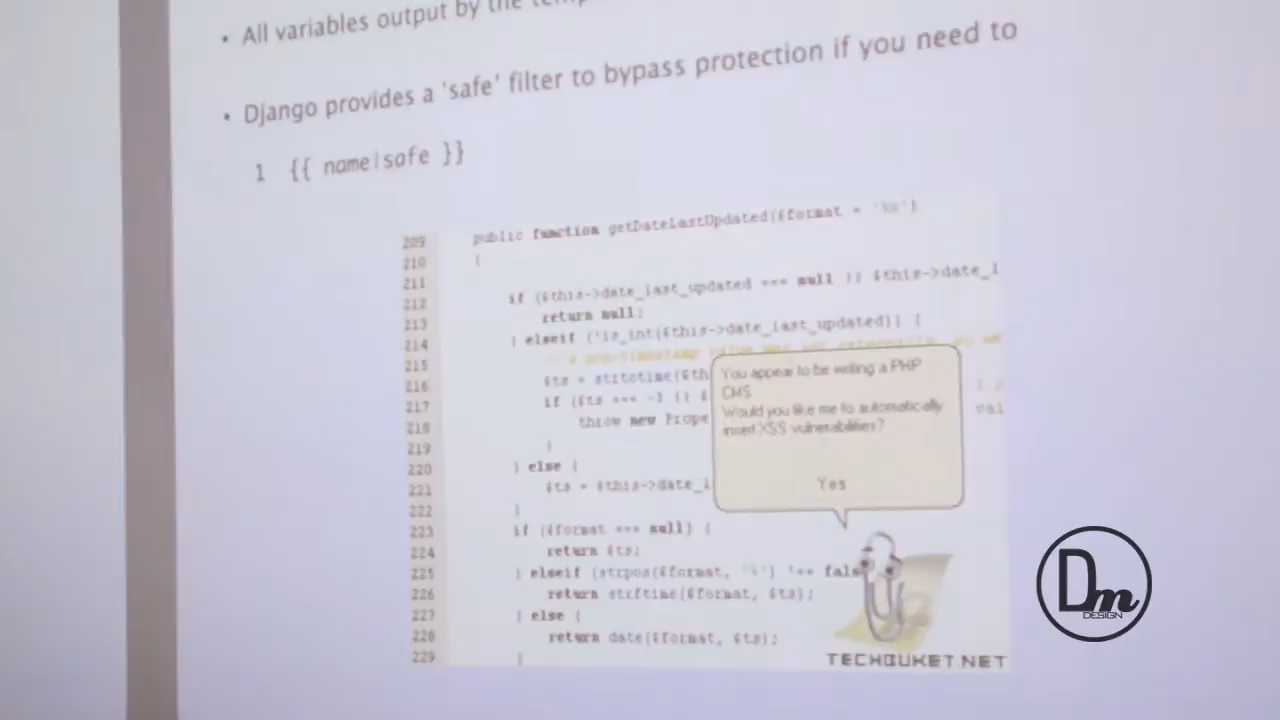 • All variables output by the
• Django provides a 'safe' filter to bypass protection if you need to
1 {{ name|safe }}
209 public function getDateLastUpdated($format = '%x')
210 {
211
212 if ($this->date_last_updated === null || $this->date_l
213 return null;
214 } elseif (!is_int($this->date_last_updated)) {
215
216 $ts = strtotime($th
217 if ($ts === -1 || $
218 throw new Prope
219 }
220 } else {
221 $ts = $this->date_l
222 }
223 if ($format === null) {
224 return $ts;
225 } elseif (strpos($format, '%') !== fals
226 return strftime($format, $ts);
227 } else {
228 return date($format, $ts);
229 }
You appear to be writing a PHP
CMS
Would you like me to automatically
insert XSS vulnerabilities?
Yes
TECHBUKET.NET
Dm
DESIGN